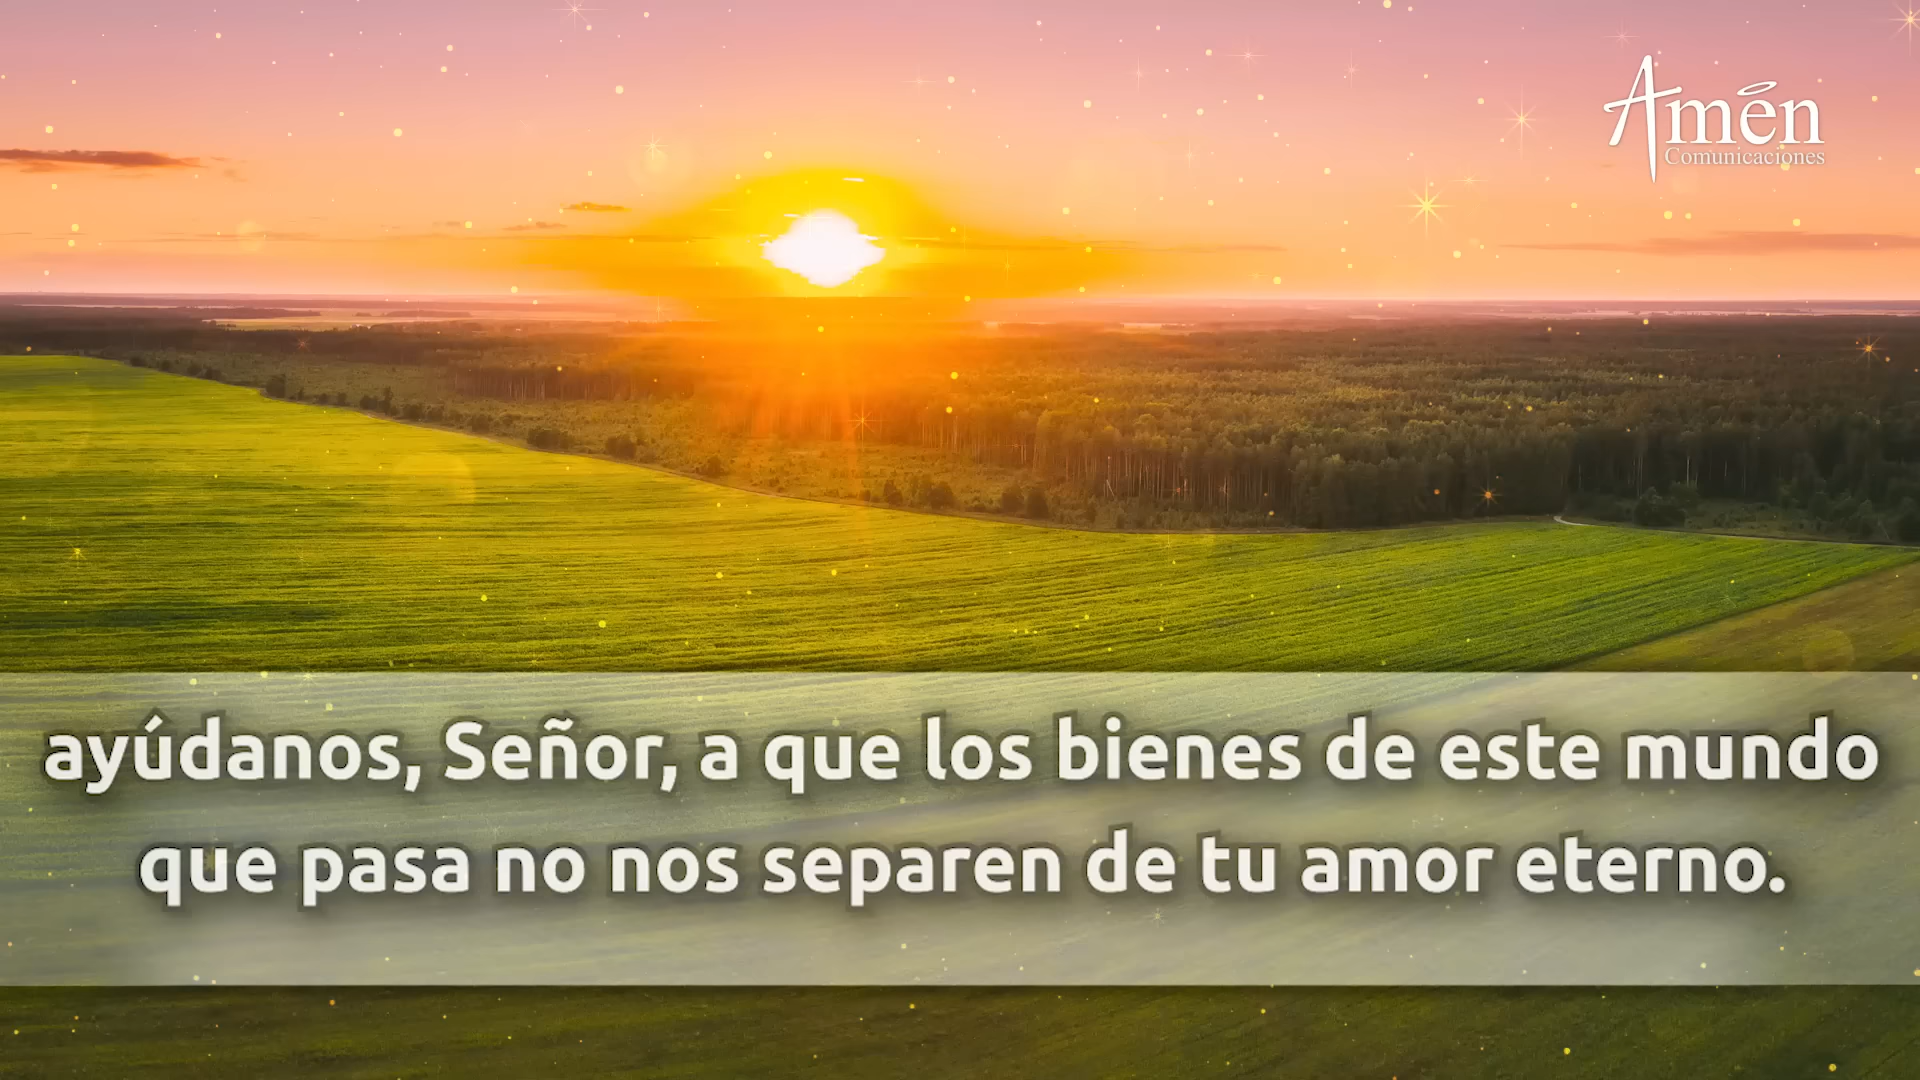 Amén
Comunicaciones
ayúdanos, Señor, a que los bienes de este mundo
que pasa no nos separen de tu amor eterno.